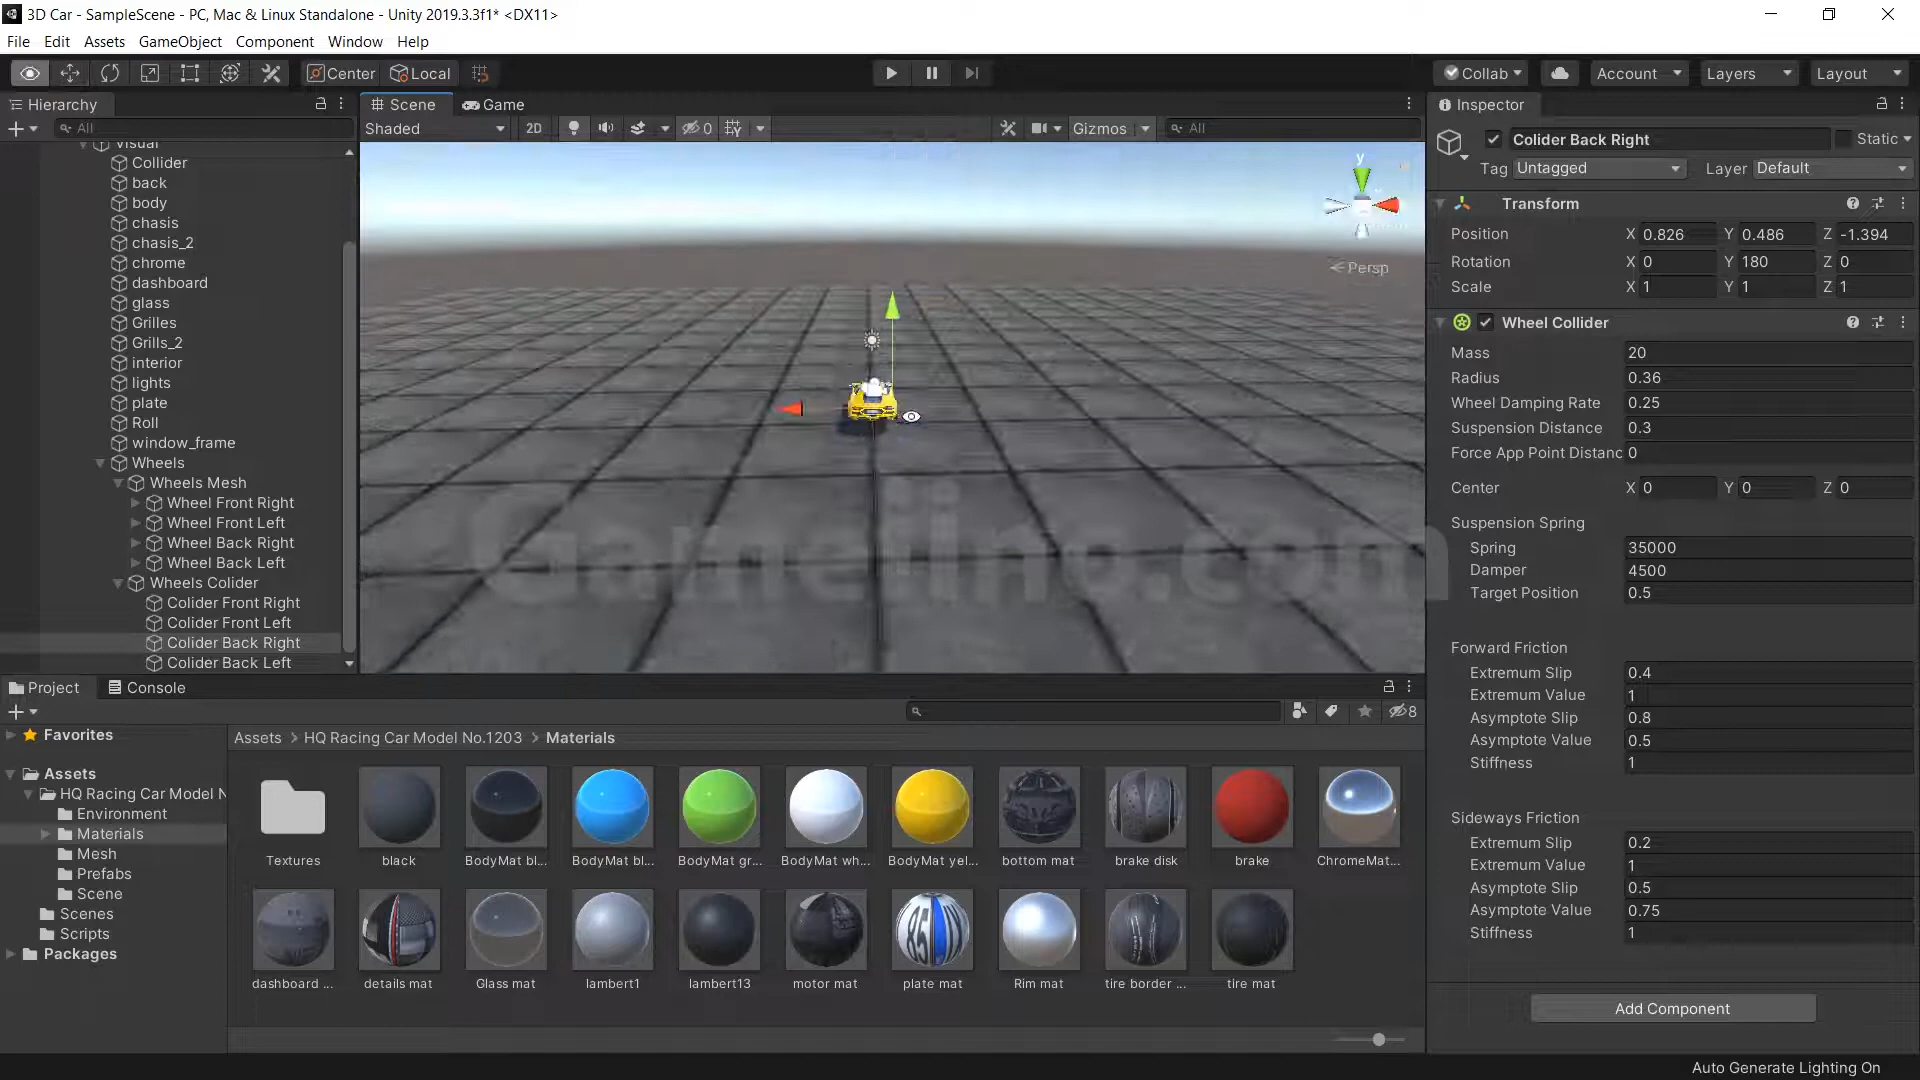 3D Car - SampleScene - PC, Mac & Linux Standalone - Unity 2019.3.3f1* <DX11>
File Edit Assets GameObject Component Window Help
Center Local
Collab Account Layers Layout
Hierarchy
All
Visual
Collider
back
body
chasis
chasis_2
chrome
dashboard
glass
Grilles
Grills_2
interior
lights
plate
Roll
window_frame
Wheels
Wheels Mesh
Wheel Front Right
Wheel Front Left
Wheel Back Right
Wheel Back Left
Wheels Colider
Colider Front Right
Colider Front Left
Colider Back Right
Colider Back Left
Scene Game
Shaded 2D 0 Gizmos All
y
Persp
Gameiino.com
Inspector
Colider Back Right Static
Tag Untagged Layer Default
Transform
Position X 0.826 Y 0.486 Z -1.394
Rotation X 0 Y 180 Z 0
Scale X 1 Y 1 Z 1
Wheel Collider
Mass 20
Radius 0.36
Wheel Damping Rate 0.25
Suspension Distance 0.3
Force App Point Distanc 0
Center X 0 Y 0 Z 0
Suspension Spring
Spring 35000
Damper 4500
Target Position 0.5
Forward Friction
Extremum Slip 0.4
Extremum Value 1
Asymptote Slip 0.8
Asymptote Value 0.5
Stiffness 1
Sideways Friction
Extremum Slip 0.2
Extremum Value 1
Asymptote Slip 0.5
Asymptote Value 0.75
Stiffness 1
Add Component
Project Console
8
Favorites
Assets
HQ Racing Car Model N
Environment
Materials
Mesh
Prefabs
Scene
Scenes
Scripts
Packages
Assets > HQ Racing Car Model No.1203 > Materials
Textures black BodyMat bl... BodyMat bl... BodyMat gr... BodyMat wh... BodyMat yel... bottom mat brake disk brake ChromeMat...
dashboard ... details mat Glass mat lambert1 lambert13 motor mat plate mat Rim mat tire border ... tire mat
Auto Generate Lighting On